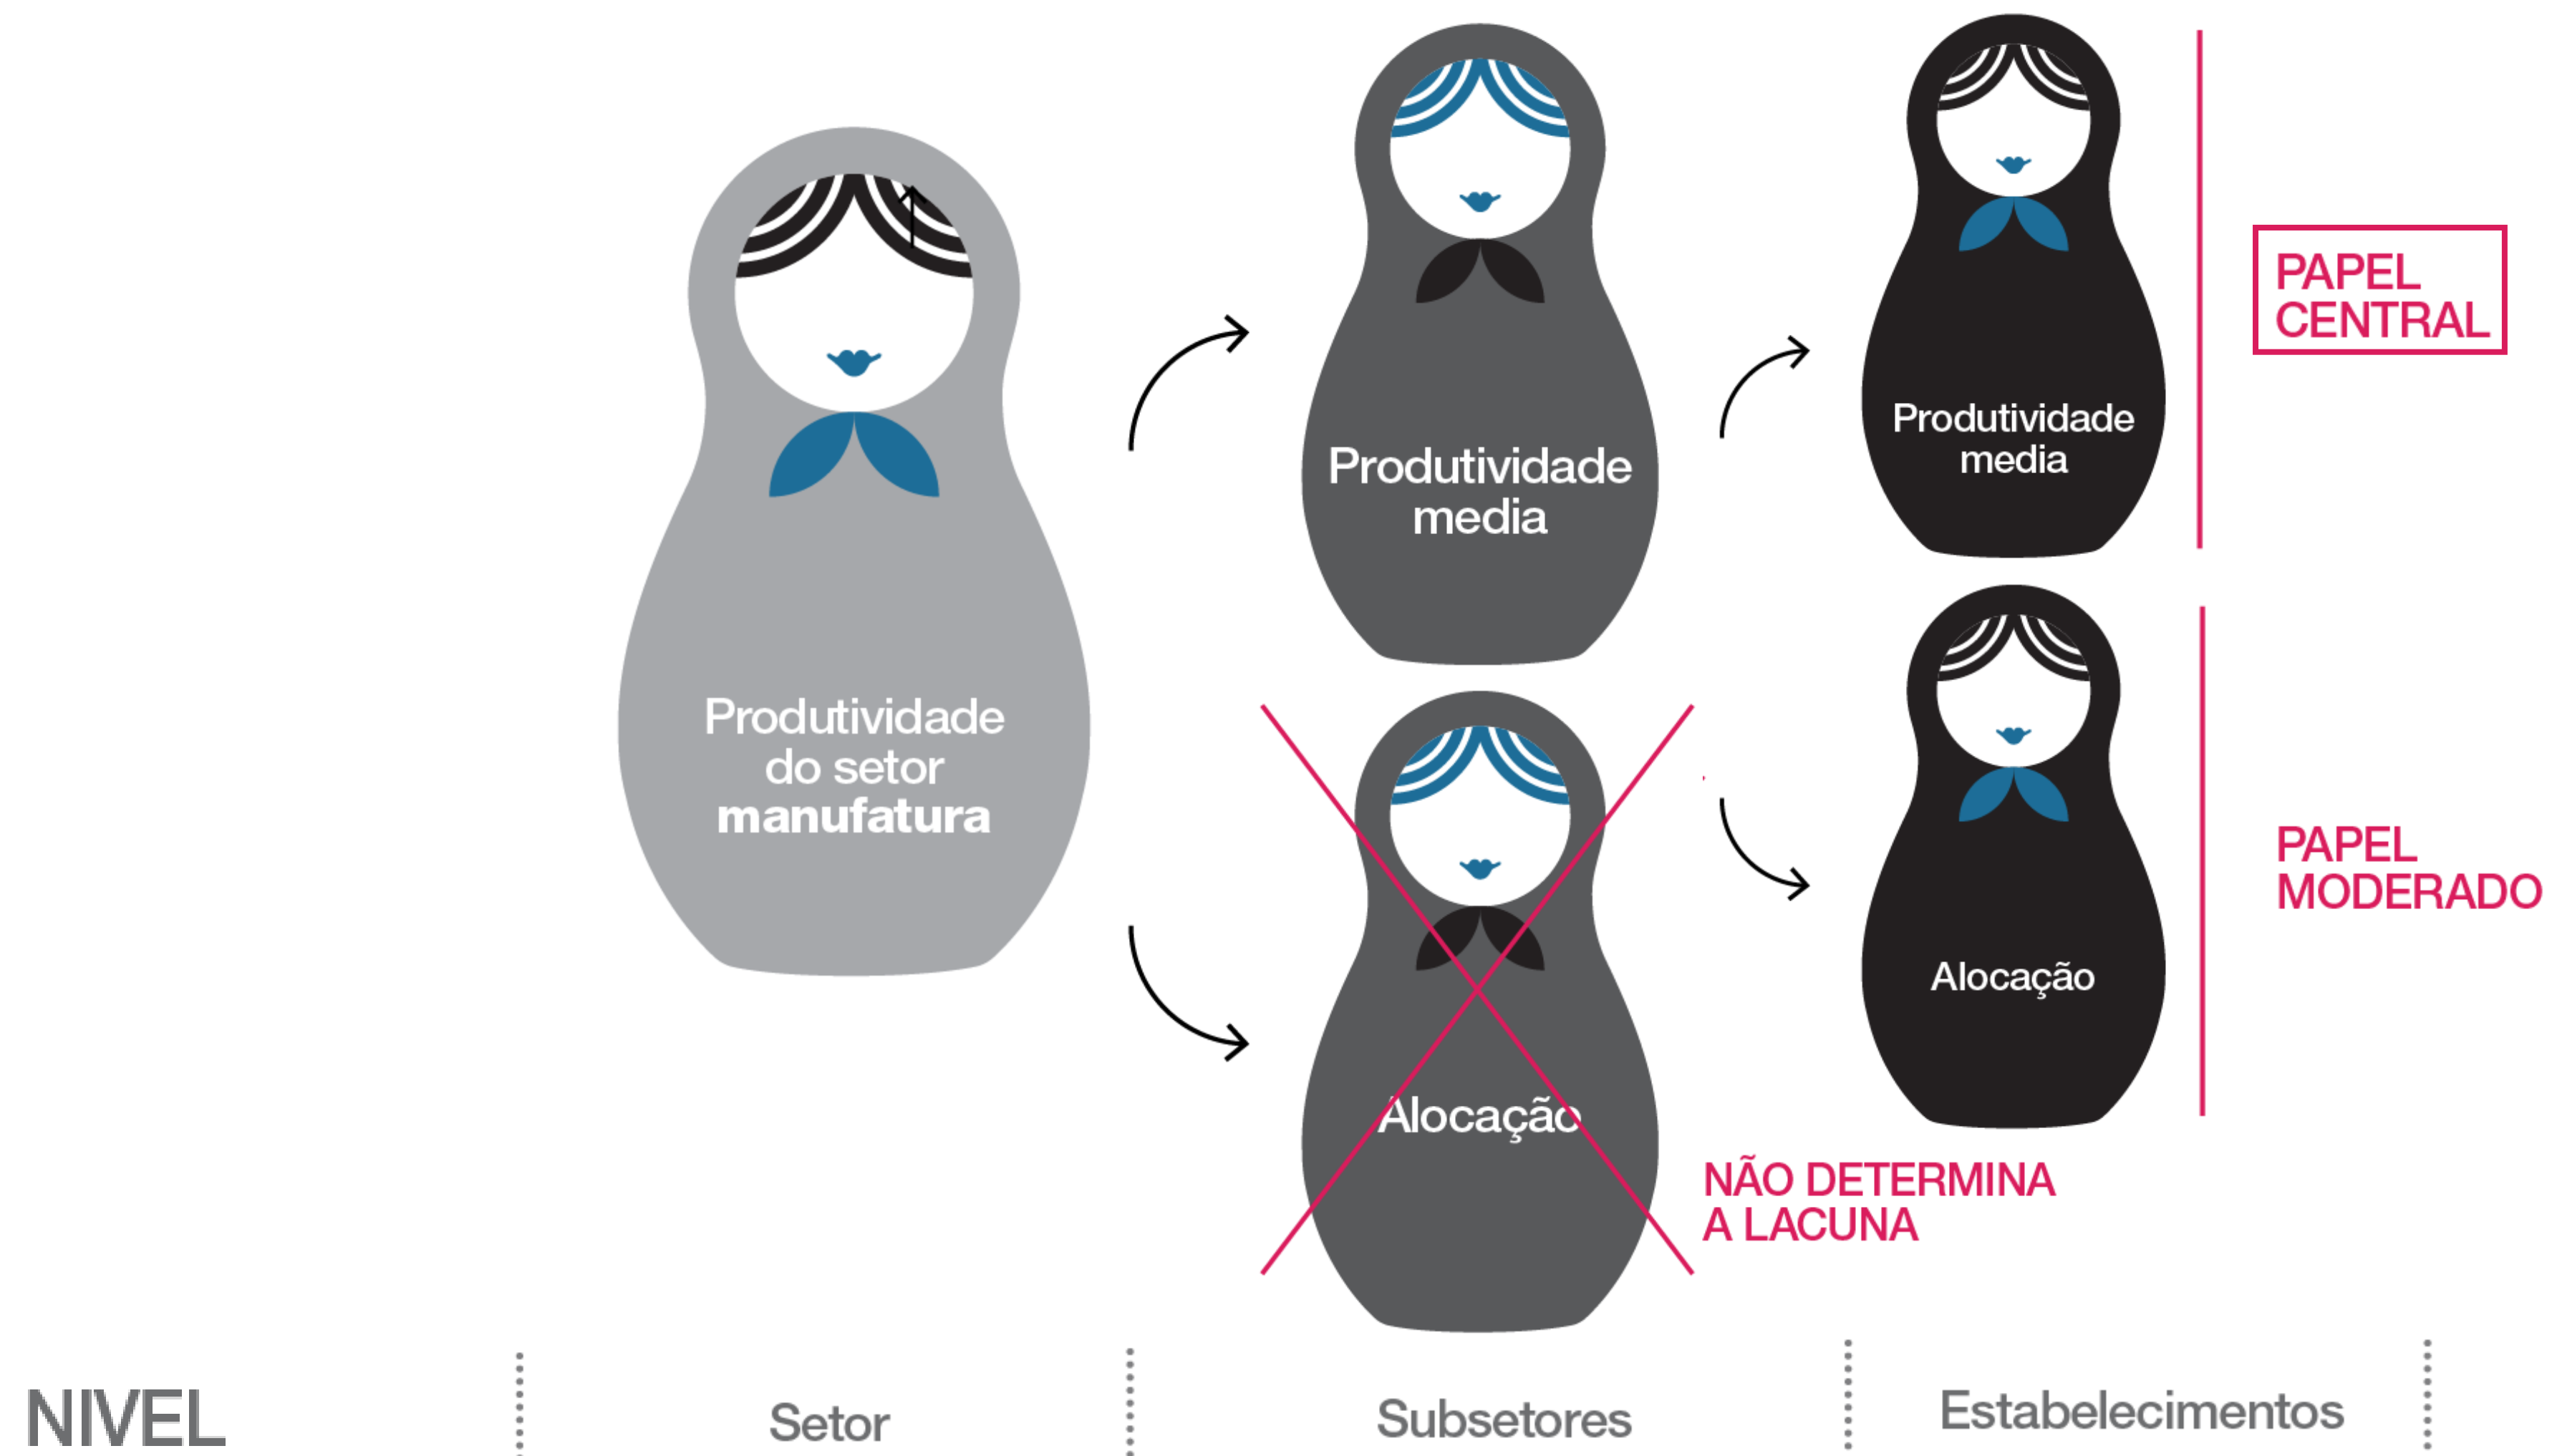 Produtividade
do setor
manufatura
Produtividade
media
Alocação
NÃO DETERMINA
A LACUNA
Produtividade
media
PAPEL
CENTRAL
Alocação
PAPEL
MODERADO
NIVEL
Setor
Subsetores
Estabelecimentos